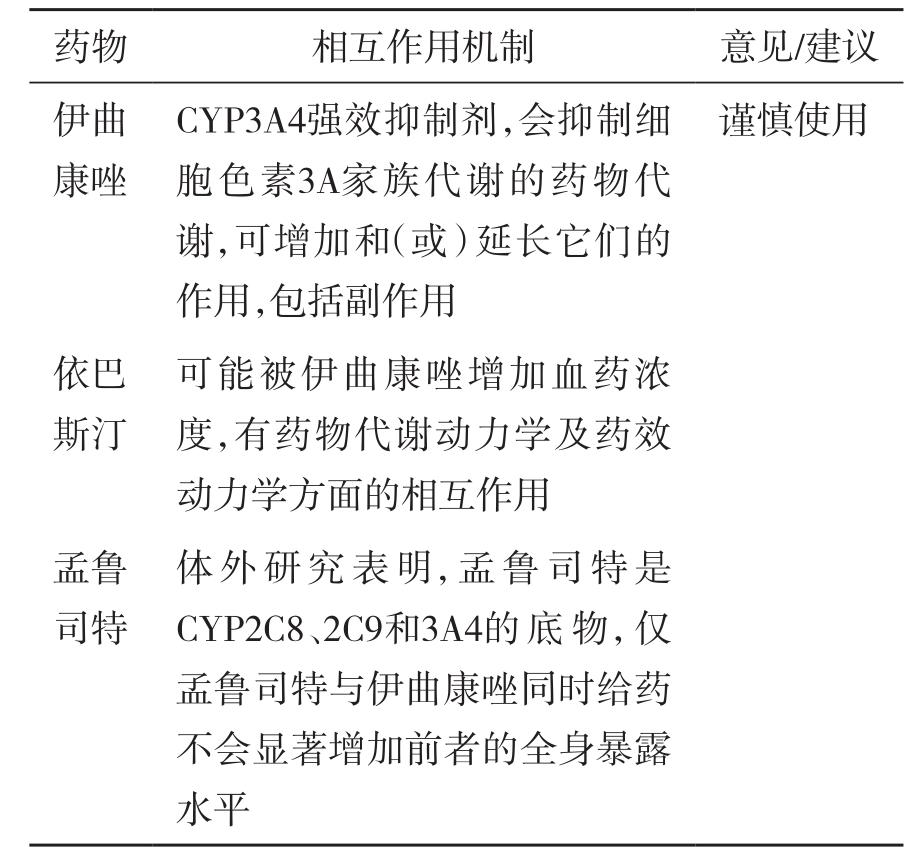 药物 相互作用机制 意见/建议
伊曲 CYP3A4强效抑制剂,会抑制细 谨慎使用
康唑 胞色素3A家族代谢的药物代
谢,可增加和(或)延长它们的
作用,包括副作用
依巴 可能被伊曲康唑增加血药浓
斯汀 度,有药物代谢动力学及药效
动力学方面的相互作用
孟鲁 体外研究表明,孟鲁司特是
司特 CYP2C8、2C9和3A4的底物,仅
孟鲁司特与伊曲康唑同时给药
不会显著增加前者的全身暴露
水平